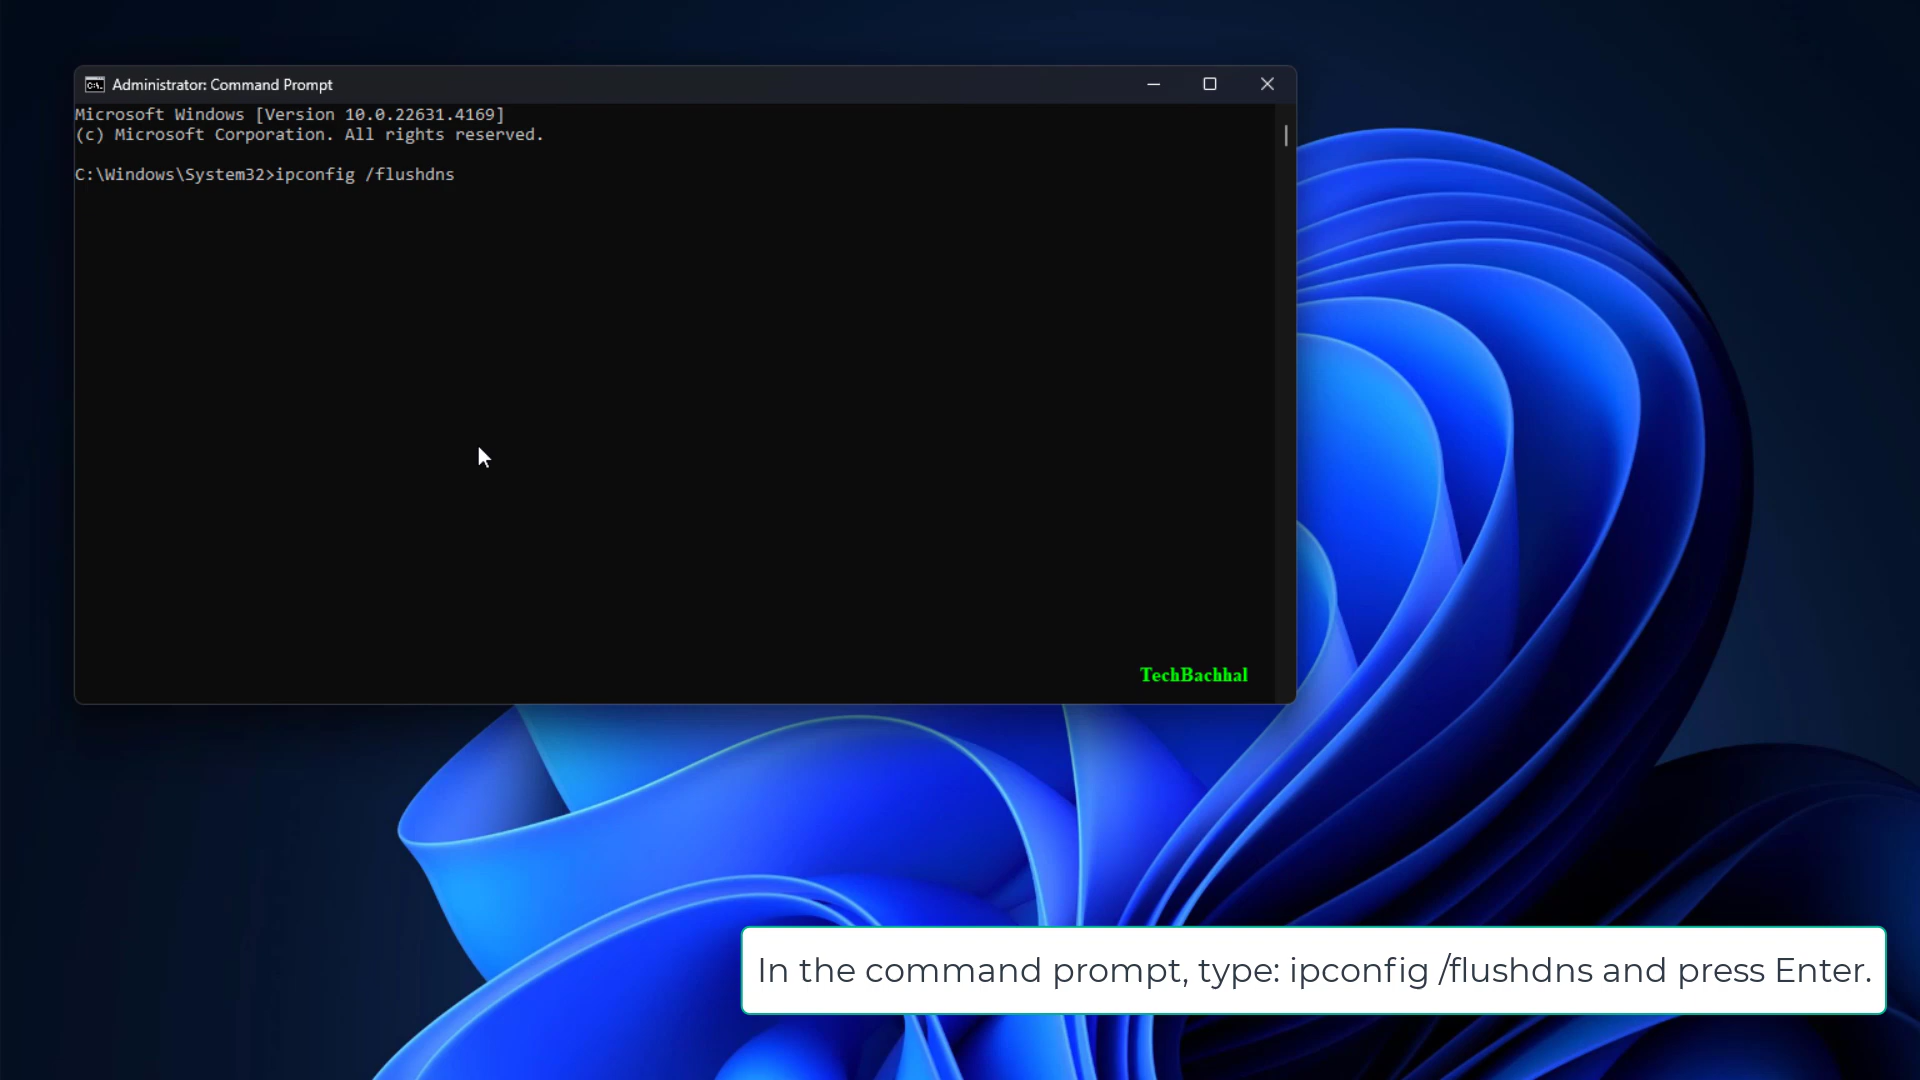 Administrator: Command Prompt
Microsoft Windows [Version 10.0.22631.4169]
(c) Microsoft Corporation. All rights reserved.
C:\Windows\System32>ipconfig /flushdns
TechBachhal
In the command prompt, type: ipconfig /flushdns and press Enter.